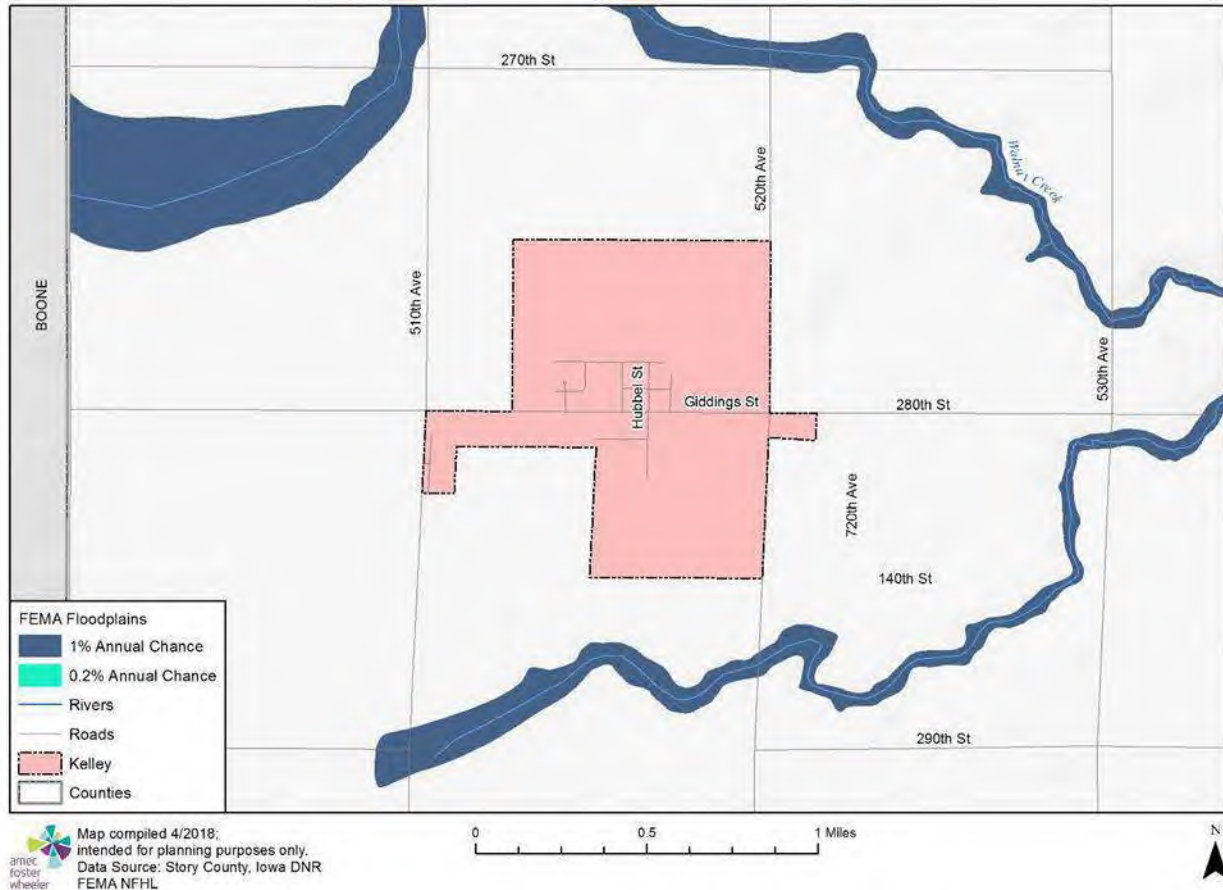 270th St
Walnut Creek
520th Ave
BOONE
510th Ave
530th Ave
Hubbel St
Giddings St
280th St
720th Ave
140th St
290th St
FEMA Floodplains
1% Annual Chance
0.2% Annual Chance
Rivers
Roads
Kelley
Counties
amec
foster
wheeler
Map compiled 4/2018;
intended for planning purposes only.
Data Source: Story County, Iowa DNR
FEMA NFHL
0 0.5 1 Miles
N